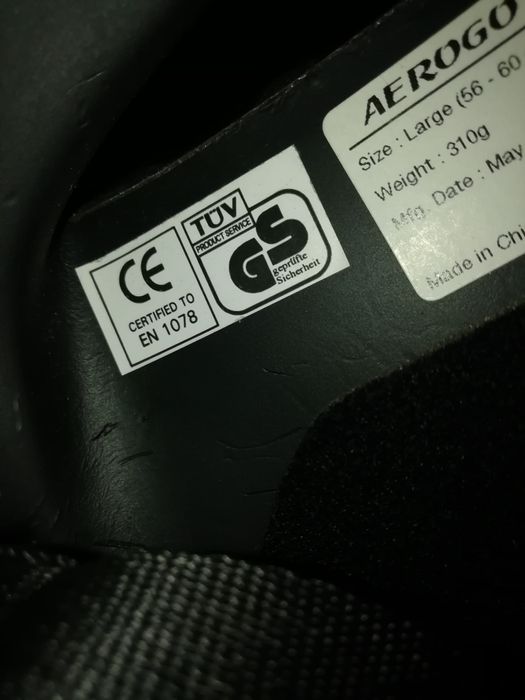 CE
CERTIFIED TO
EN 1078
TÜV
PRODUCT SERVICE
GS
geprüfte
Sicherheit
AEROGO
Size : Large (56 - 60
Weight : 310g
Mfg. Date : May
Made in Chi